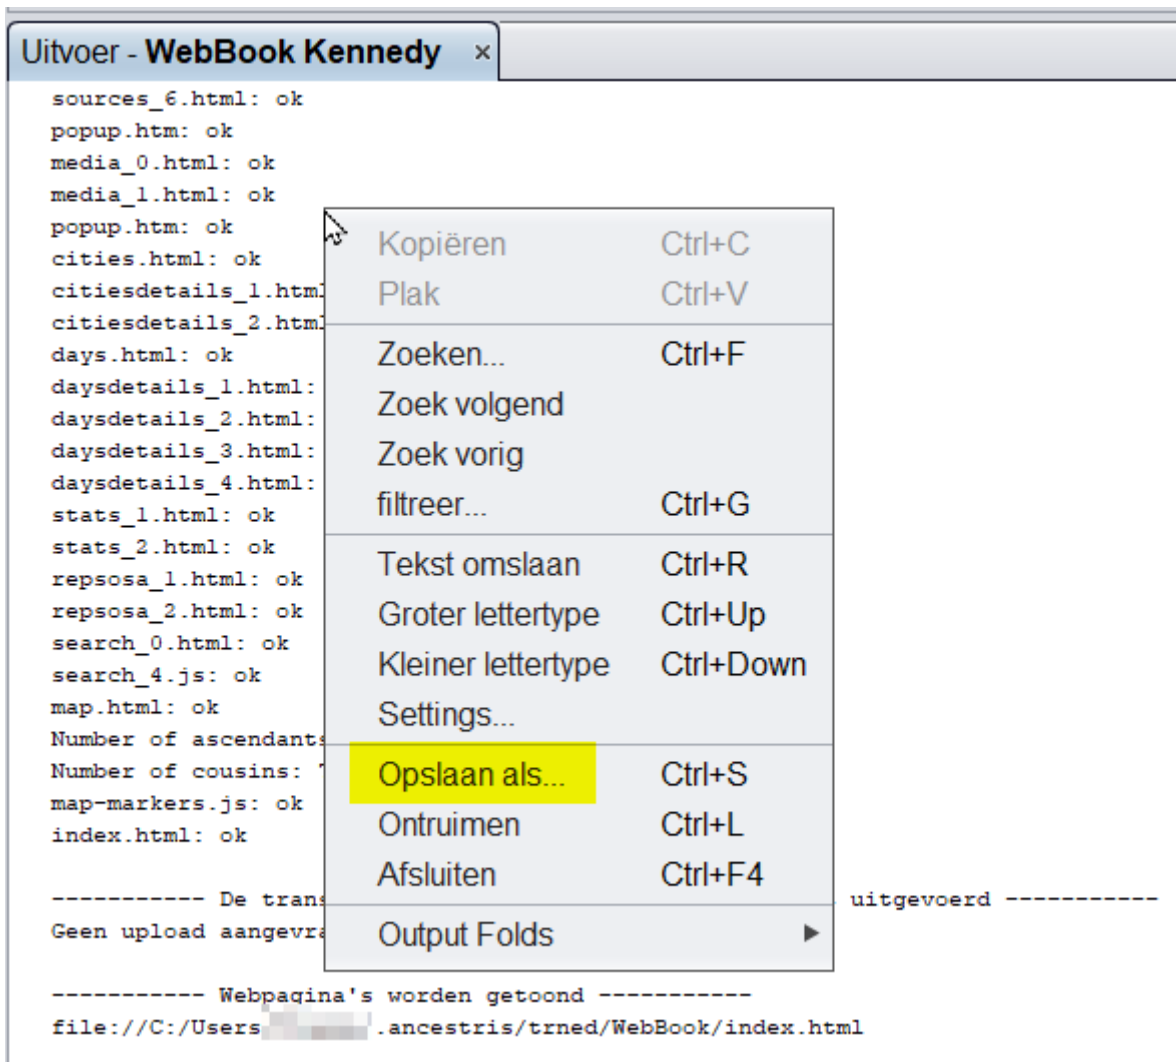 Uitvoer - WebBook Kennedy ×
sources_6.html: ok
popup.htm: ok
media_0.html: ok
media_1.html: ok
popup.htm: ok
cities.html: ok
citiesdetails_1.html
citiesdetails_2.html
days.html: ok
daysdetails_1.html:
daysdetails_2.html:
daysdetails_3.html:
daysdetails_4.html:
stats_1.html: ok
stats_2.html: ok
repsosa_1.html: ok
repsosa_2.html: ok
search_0.html: ok
search_4.js: ok
map.html: ok
Number of ascendants
Number of cousins:
map-markers.js: ok
index.html: ok
----------- De trans uitgevoerd -----------
Geen upload aangevra
----------- Webpagina's worden getoond -----------
file://C:/Users .ancestris/trned/WebBook/index.html
Kopiëren Ctrl+C
Plak Ctrl+V
Zoeken... Ctrl+F
Zoek volgend
Zoek vorig
filtreer... Ctrl+G
Tekst omslaan Ctrl+R
Groter lettertype Ctrl+Up
Kleiner lettertype Ctrl+Down
Settings...
Opslaan als... Ctrl+S
Ontruimen Ctrl+L
Afsluiten Ctrl+F4
Output Folds